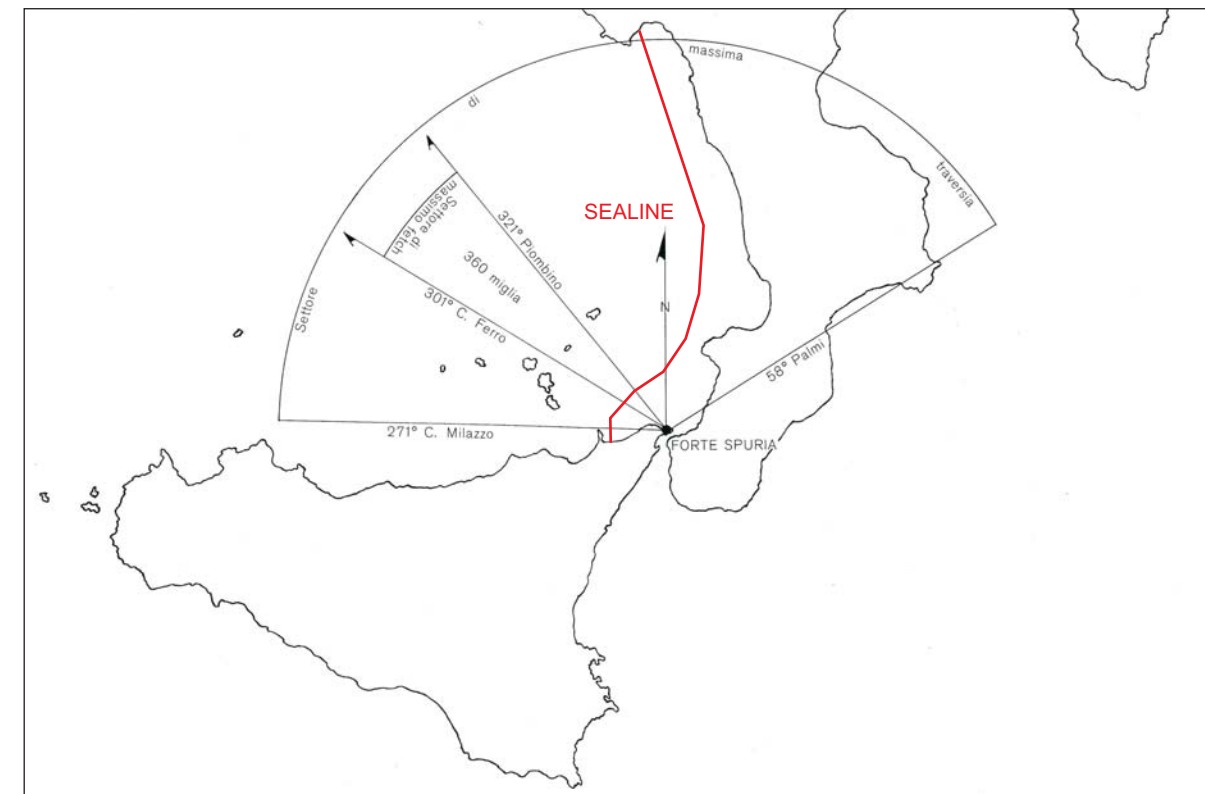 massima
di
traversia
Settore di
massimo fetch
SEALINE
321° Piombino
360 miglia
301° C. Ferro
Settore
N
58° Palmi
271° C. Milazzo
FORTE SPURIA